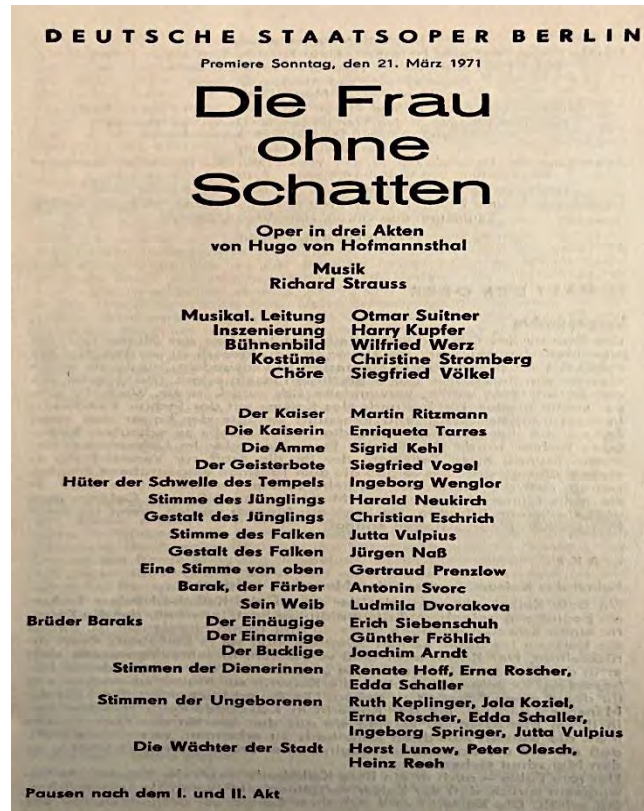 DEUTSCHE STAATSOPER BERLIN
Premiere Sonntag, den 21. März 1971
Die Frau
ohne
Schatten
Oper in drei Akten
von Hugo von Hofmannsthal
Musik
Richard Strauss
Musikal. Leitung Otmar Suitner
Inszenierung Harry Kupfer
Bühnenbild Wilfried Werz
Kostüme Christine Stromberg
Chöre Siegfried Völkel
Der Kaiser Martin Ritzmann
Die Kaiserin Enriqueta Tarres
Die Amme Sigrid Kehl
Der Geisterbote Siegfried Vogel
Hüter der Schwelle des Tempels Ingeborg Wenglor
Stimme des Jünglings Harald Neukirch
Gestalt des Jünglings Christian Eschrich
Stimme des Falken Jutta Vulpius
Gestalt des Falken Jürgen Naß
Eine Stimme von oben Gertraud Prenzlow
Barak, der Färber Antonin Svorc
Sein Weib Ludmila Dvorakova
Brüder Baraks Der Einäugige Erich Siebenschuh
Der Einarmige Günther Fröhlich
Der Bucklige Joachim Arndt
Stimmen der Dienerinnen Renate Hoff, Erna Roscher,
Edda Schaller
Stimmen der Ungeborenen Ruth Keplinger, Jola Koziel,
Erna Roscher, Edda Schaller,
Ingeborg Springer, Jutta Vulpius
Die Wächter der Stadt Horst Lunow, Peter Olesch,
Heinz Reeh
Pausen nach dem I. und II. Akt